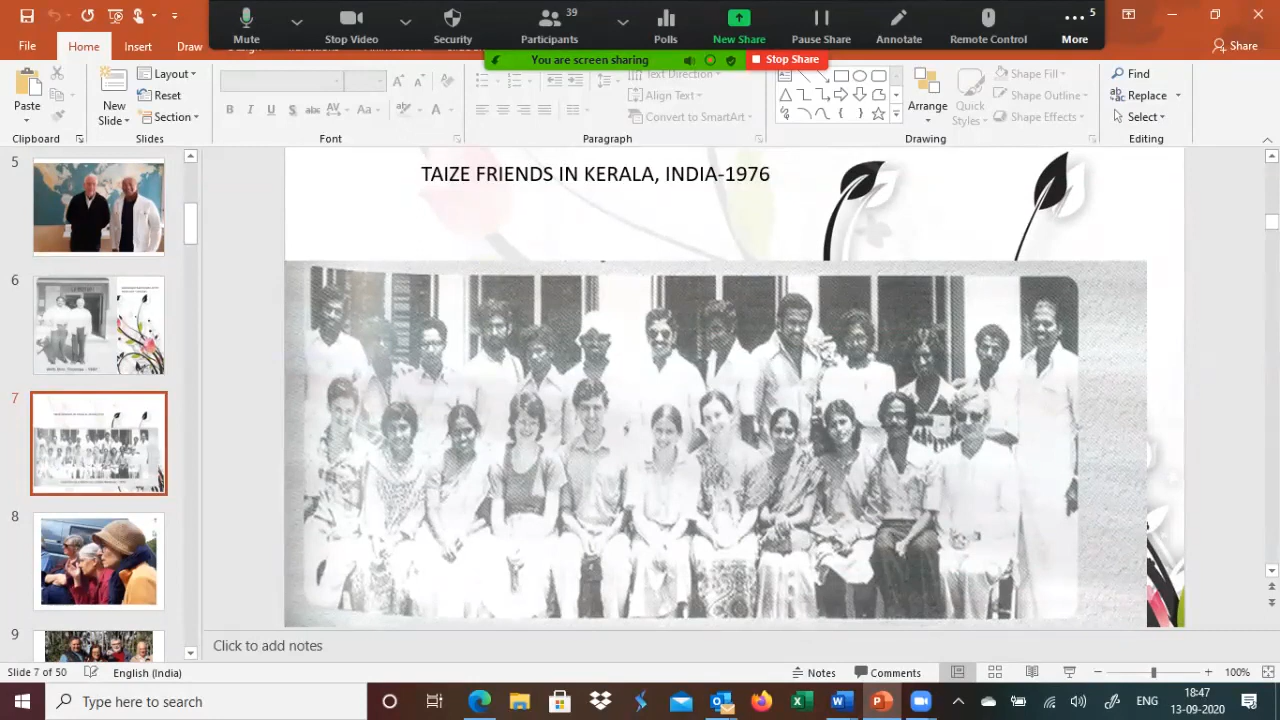 39
5
Mute
Stop Video
Security
Participants
Polls
New Share
Pause Share
Annotate
Remote Control
More
File
Home
Insert
Draw
Share
You are screen sharing
Stop Share
Paste
New
Slide
Layout
Reset
Section
B I U S abc AV Aa A
Text Direction
Align Text
Convert to SmartArt
Arrange
Quick
Styles
Shape Fill
Shape Outline
Shape Effects
Find
Replace
Select
Clipboard
Slides
Font
Paragraph
Drawing
Editing
5
6
7
8
9
TAIZE FRIENDS IN KERALA, INDIA-1976
Click to add notes
Slide 7 of 50
English (India)
Notes
Comments
100%
Type here to search
ENG
18:47
13-09-2020